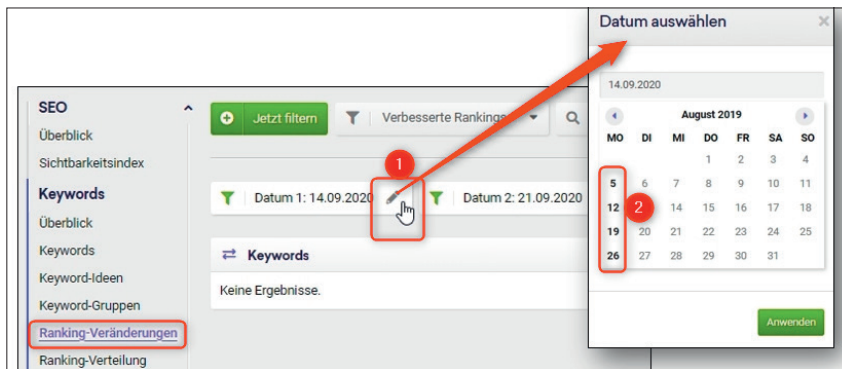 Datum auswählen
14.09.2020
August 2019
MO DI MI DO FR SA SO
1 2 3 4
5 6 7 8 9 10 11
12 2 14 15 16 17 18
19 20 21 22 23 24 25
26 27 28 29 30 31
Anwenden
SEO
Überblick
Sichtbarkeitsindex
Keywords
Überblick
Keywords
Keyword-Ideen
Keyword-Gruppen
Ranking-Veränderungen
Ranking-Verteilung
Jetzt filtern
Verbesserte Rankings
1
Datum 1: 14.09.2020
Datum 2: 21.09.2020
Keywords
Keine Ergebnisse.